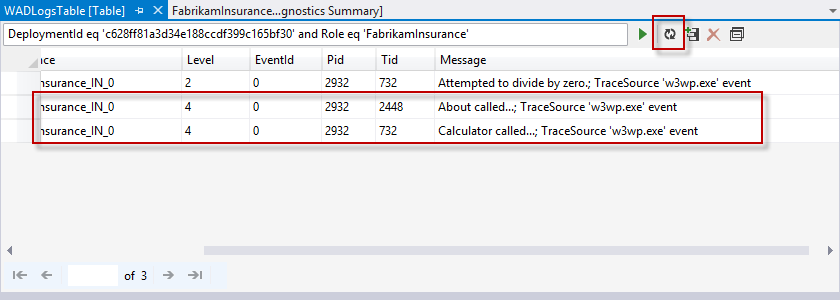 WADLogsTable [Table] FabrikamInsurance...gnostics Summary]
DeploymentId eq 'c628ff81a3d34e188ccdf399c165bf30' and Role eq 'FabrikamInsurance'
ce Level EventId Pid Tid Message
nsurance_IN_0 2 0 2932 732 Attempted to divide by zero.; TraceSource 'w3wp.exe' event
nsurance_IN_0 4 0 2932 2448 About called...; TraceSource 'w3wp.exe' event
nsurance_IN_0 4 0 2932 732 Calculator called...; TraceSource 'w3wp.exe' event
of 3